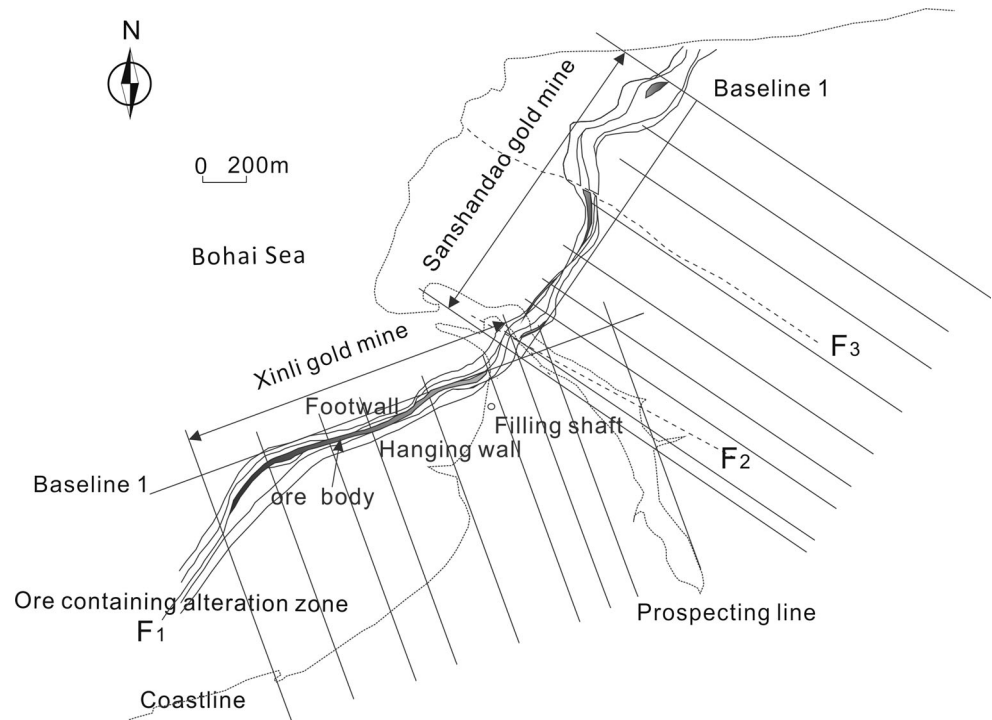 N
Baseline 1
Sanshandao gold mine
0 200m
Bohai Sea
F3
Xinli gold mine
Footwall
Filling shaft
Hanging wall
F2
Baseline 1
ore body
Ore containing alteration zone
Prospecting line
F1
Coastline